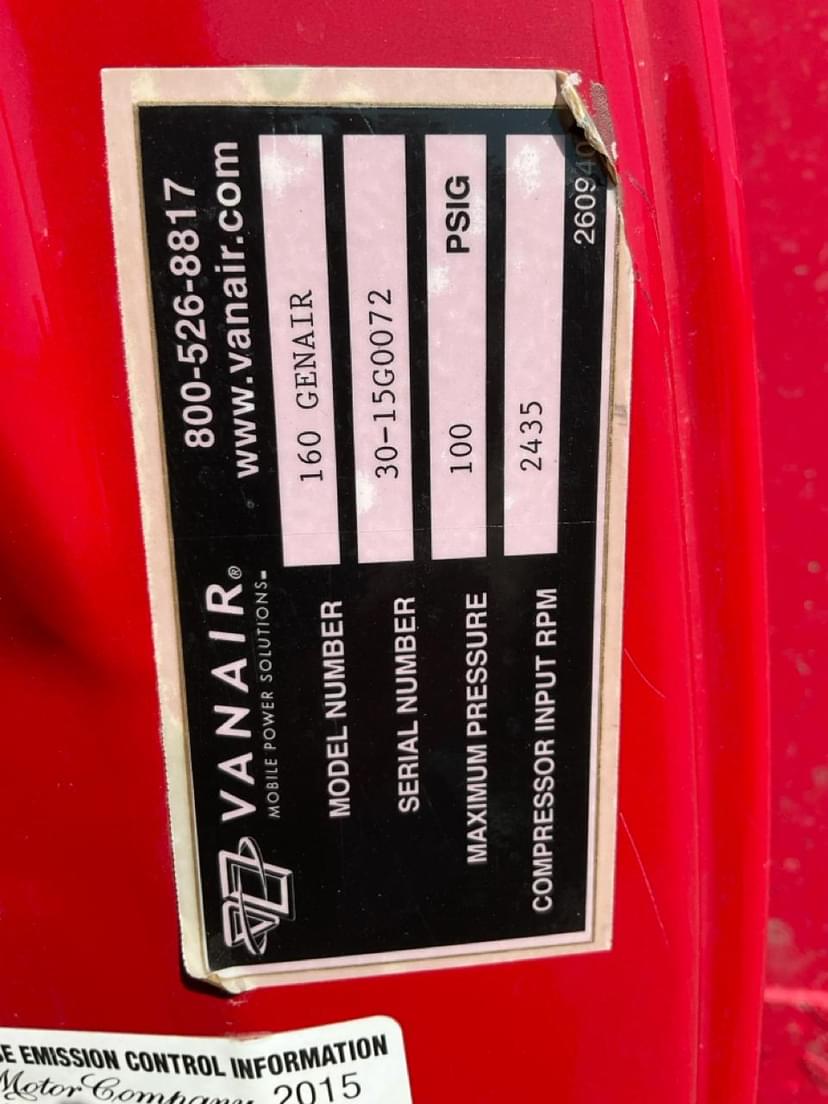 VANAIR®
MOBILE POWER SOLUTIONS
800-526-8817
www.vanair.com
MODEL NUMBER 160 GENAIR
SERIAL NUMBER 30-15G0072
MAXIMUM PRESSURE 100 PSIG
COMPRESSOR INPUT RPM 2435
260940
EMISSION CONTROL INFORMATION
Motor Company 2015